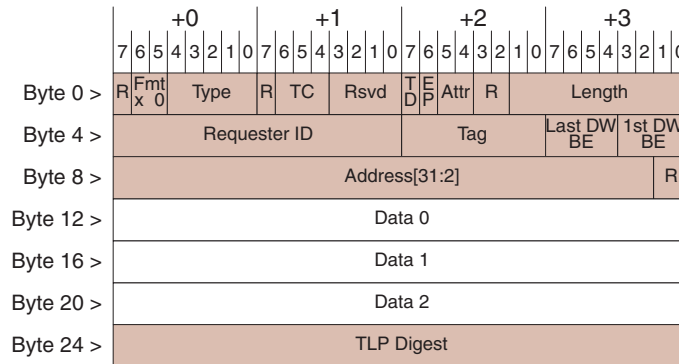 +0 +1 +2 +3
7 6 5 4 3 2 1 0 7 6 5 4 3 2 1 0 7 6 5 4 3 2 1 0 7 6 5 4 3 2 1 0
Byte 0 > R Fmt x 0 Type R TC Rsvd TD EP Attr R Length
Byte 4 > Requester ID Tag Last DW BE 1st DW BE
Byte 8 > Address[31:2] R
Byte 12 > Data 0
Byte 16 > Data 1
Byte 20 > Data 2
Byte 24 > TLP Digest